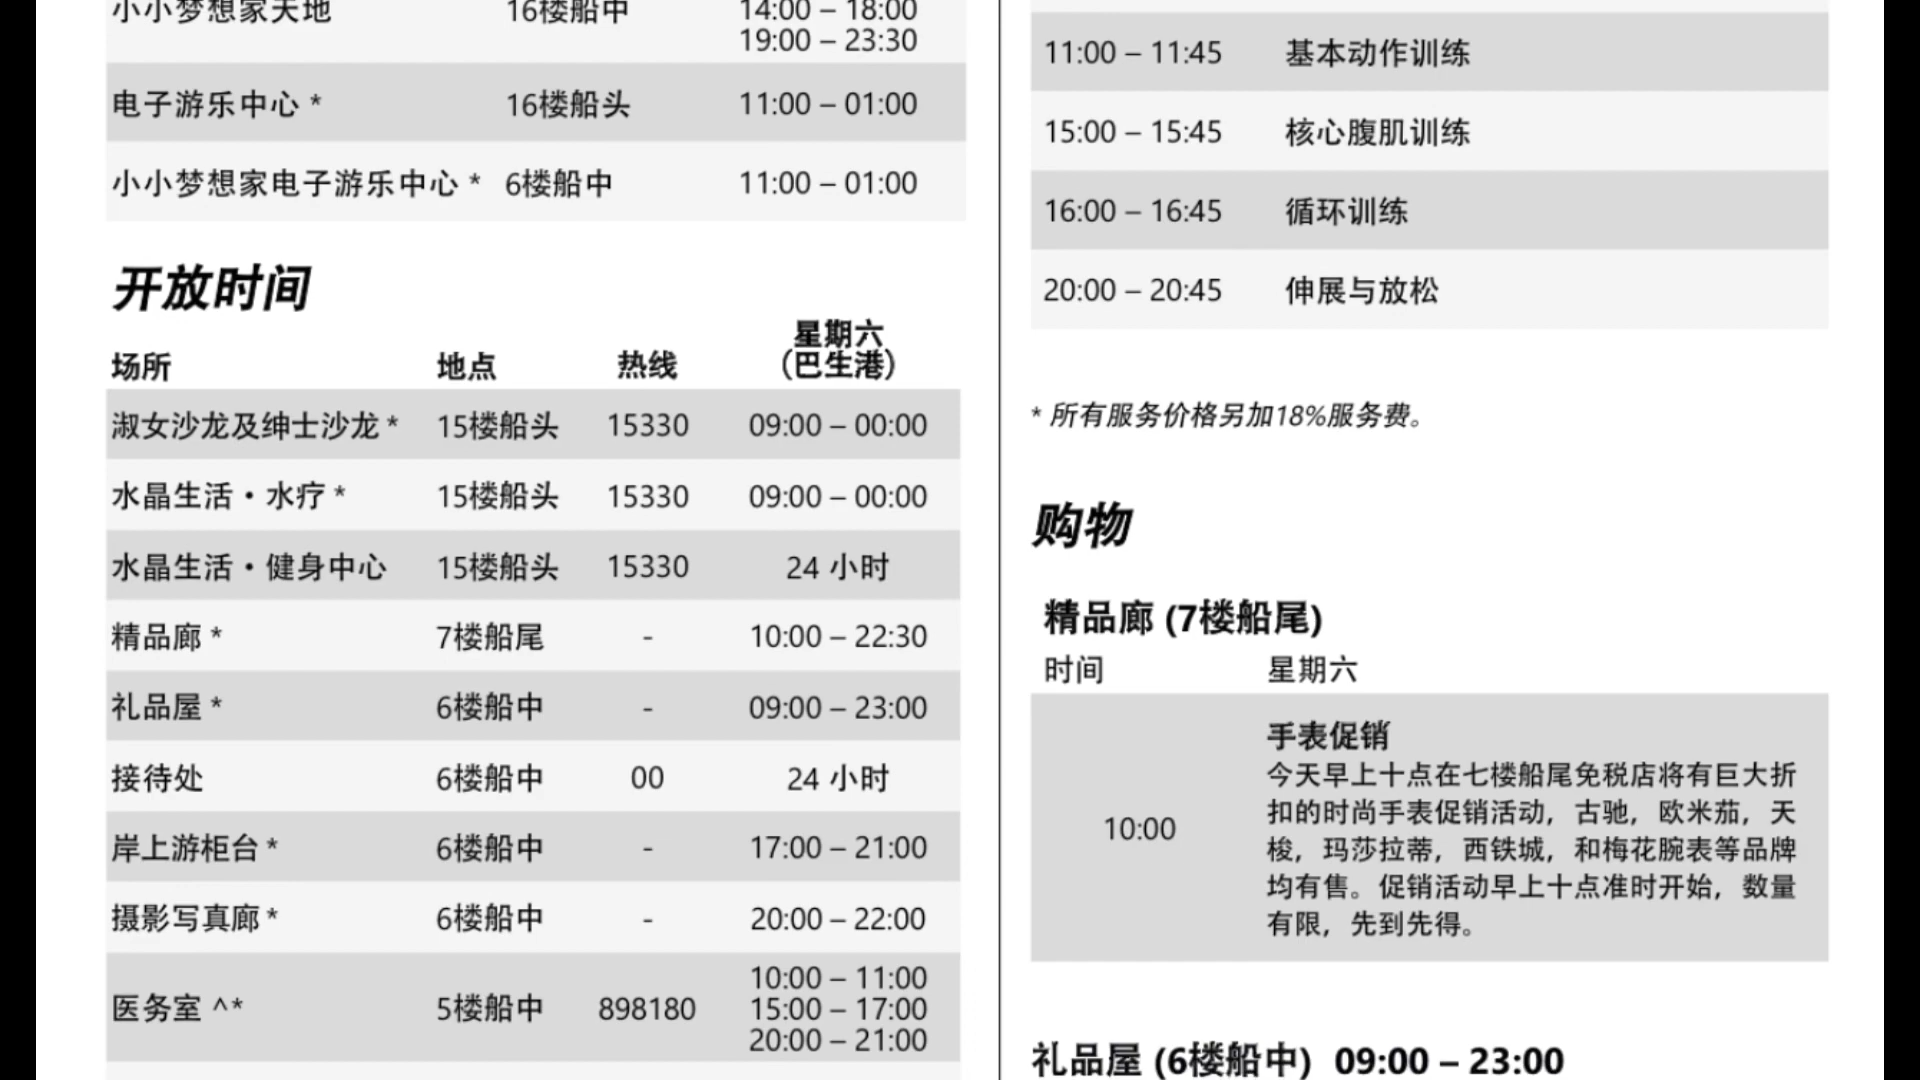 小小梦想家天地 16楼船中 14:00 – 18:00
19:00 – 23:30
电子游乐中心 * 16楼船头 11:00 – 01:00
小小梦想家电子游乐中心 * 6楼船中 11:00 – 01:00
开放时间
场所 地点 热线 星期六
(巴生港)
淑女沙龙及绅士沙龙 * 15楼船头 15330 09:00 – 00:00
水晶生活・水疗 * 15楼船头 15330 09:00 – 00:00
水晶生活・健身中心 15楼船头 15330 24 小时
精品廊 * 7楼船尾 - 10:00 – 22:30
礼品屋 * 6楼船中 - 09:00 – 23:00
接待处 6楼船中 00 24 小时
岸上游柜台 * 6楼船中 - 17:00 – 21:00
摄影写真廊 * 6楼船中 - 20:00 – 22:00
医务室 ^* 5楼船中 898180 10:00 – 11:00
15:00 – 17:00
20:00 – 21:00
11:00 – 11:45 基本动作训练
15:00 – 15:45 核心腹肌训练
16:00 – 16:45 循环训练
20:00 – 20:45 伸展与放松
* 所有服务价格另加18%服务费。
购物
精品廊 (7楼船尾)
时间 星期六
10:00 手表促销
今天早上十点在七楼船尾免税店将有巨大折
扣的时尚手表促销活动，古驰，欧米茄，天
梭，玛莎拉蒂，西铁城，和梅花腕表等品牌
均有售。促销活动早上十点准时开始，数量
有限，先到先得。
礼品屋 (6楼船中) 09:00 – 23:00